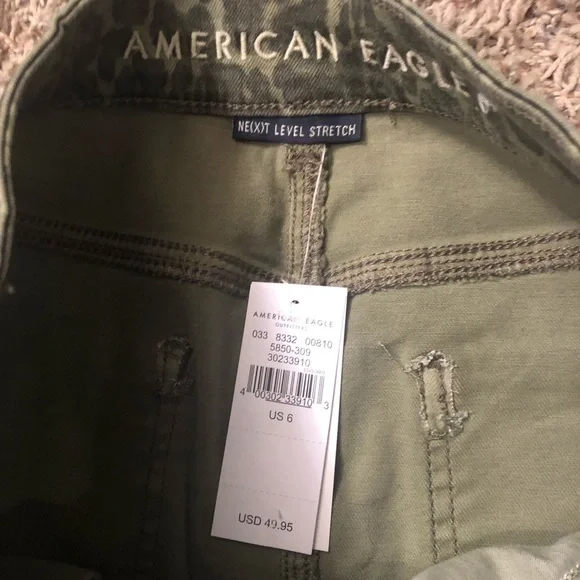 AMERICAN EAGLE
NE(X)T LEVEL STRETCH
AMERICAN EAGLE
OUTFITTERS
033 8332 00810
5850-309
30233910
4 00302 33910 3
US 6
USD 49.95